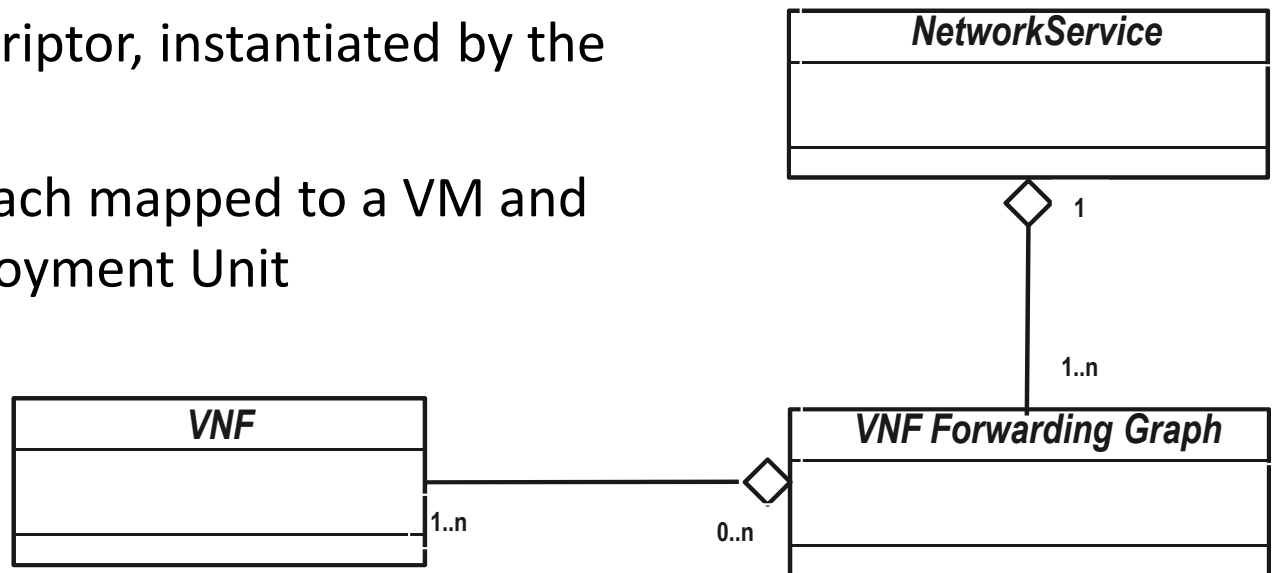 riptor, instantiated by the
ach mapped to a VM and
oyment Unit
NetworkService
1
1..n
VNF
1..n
0..n
VNF Forwarding Graph